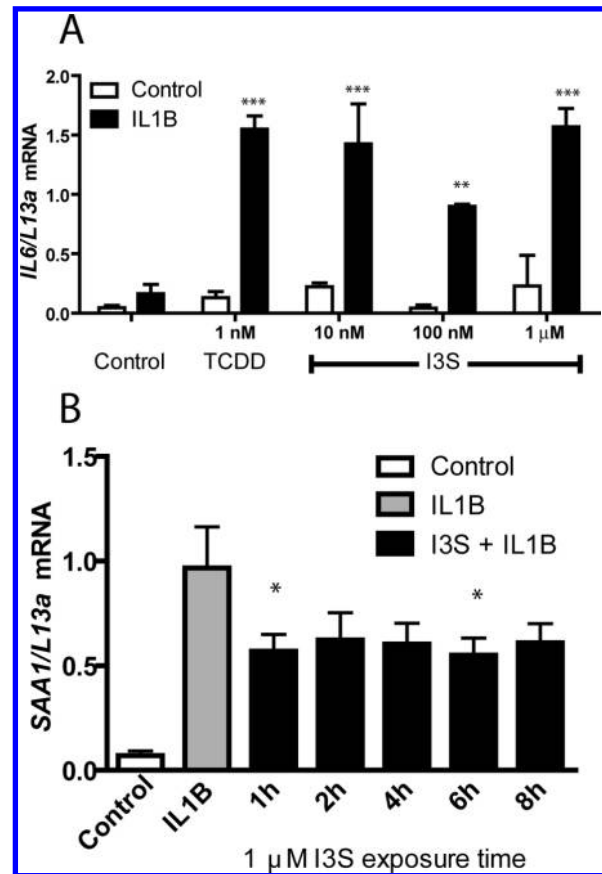 A
Control
IL1B
IL6/L13a mRNA
2.0
1.5
1.0
0.5
0.0
*** *** ** ***
1 nM 10 nM 100 nM 1 μM
Control TCDD I3S
B
Control
IL1B
I3S + IL1B
SAA1/L13a mRNA
1.5
1.0
0.5
0.0
* *
Control IL1B 1h 2h 4h 6h 8h
1 μM I3S exposure time